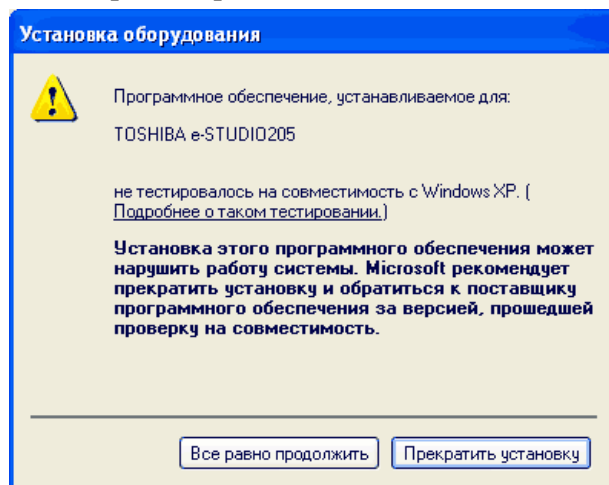 Установка оборудования
Программное обеспечение, устанавливаемое для:
TOSHIBA e-STUDIO205
не тестировалось на совместимость с Windows XP. (
Подробнее о таком тестировании.)
Установка этого программного обеспечения может
нарушить работу системы. Microsoft рекомендует
прекратить установку и обратиться к поставщику
программного обеспечения за версией, прошедшей
проверку на совместимость.
Все равно продолжить
Прекратить установку